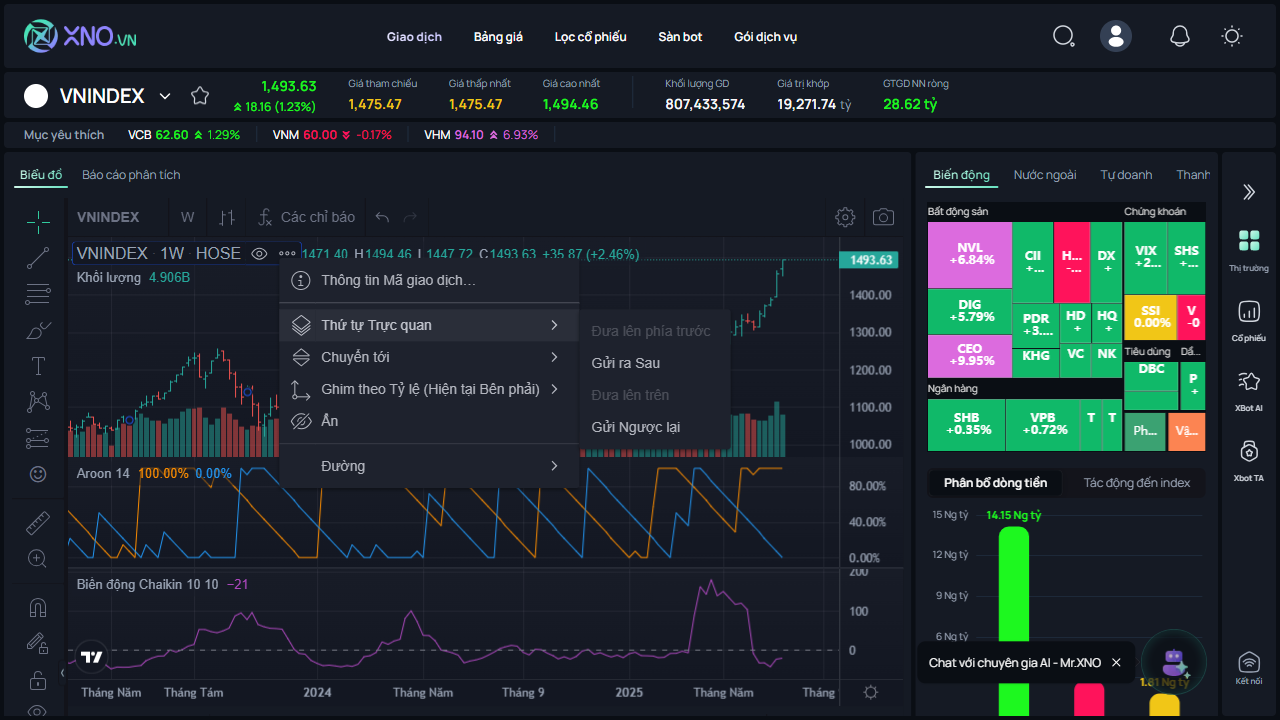 XNO.VN
Giao dịch
Bảng giá
Lọc cổ phiếu
Sàn bot
Gói dịch vụ
VNINDEX
1,493.63
18.16 (1.23%)
Giá tham chiếu
1,475.47
Giá thấp nhất
1,475.47
Giá cao nhất
1,494.46
Khối lượng GD
807,433,574
Giá trị khớp
19,271.74 tỷ
GTGD NN ròng
28.62 tỷ
Mục yêu thích
VCB 62.60 1.29%
VNM 60.00 -0.17%
VHM 94.10 6.93%
Biểu đồ
Báo cáo phân tích
VNINDEX
W
Các chỉ báo
VNINDEX · 1W · HOSE
1471.40 H1494.46 L1447.72 C1493.63 +35.87 (+2.46%)
Khối lượng 4.906B
Thông tin Mã giao dịch…
Thứ tự Trực quan
Chuyển tới
Ghim theo Tỷ lệ (Hiện tại Bên phải)
Ẩn
Đường
Đưa lên phía trước
Gửi ra Sau
Đưa lên trên
Gửi Ngược lại
1493.63
1400.00
1300.00
1200.00
1100.00
1000.00
Aroon 14 100.00% 0.00%
80.00%
40.00%
0.00%
Biên động Chaikin 10 10 −21
200
100
0
Tháng Năm
Tháng Tám
2024
Tháng Năm
Tháng 9
2025
Tháng Năm
Tháng
Biến động
Nước ngoài
Tự doanh
Thanh
Bất động sản
NVL
+6.84%
DIG
+5.79%
CEO
+9.95%
CII
+...
H...
-...
DX
+
PDR
+3....
HD
+
HQ
+
KHG
VC
NK
Chứng khoán
VIX
+2...
SHS
+...
SSI
0.00%
V
-0
Tiêu dùng
Dầ...
DBC
P
+
Ph...
Vậ...
Ngân hàng
SHB
+0.35%
VPB
+0.72%
T
T
Phân bổ dòng tiền
Tác động đến index
15 Ng tỷ
14.15 Ng tỷ
12 Ng tỷ
9 Ng tỷ
6 Ng tỷ
1.81 Ng tỷ
Chat với chuyên gia AI - Mr.XNO
Thị trường
Cổ phiếu
XBot AI
Xbot TA
Kết nối